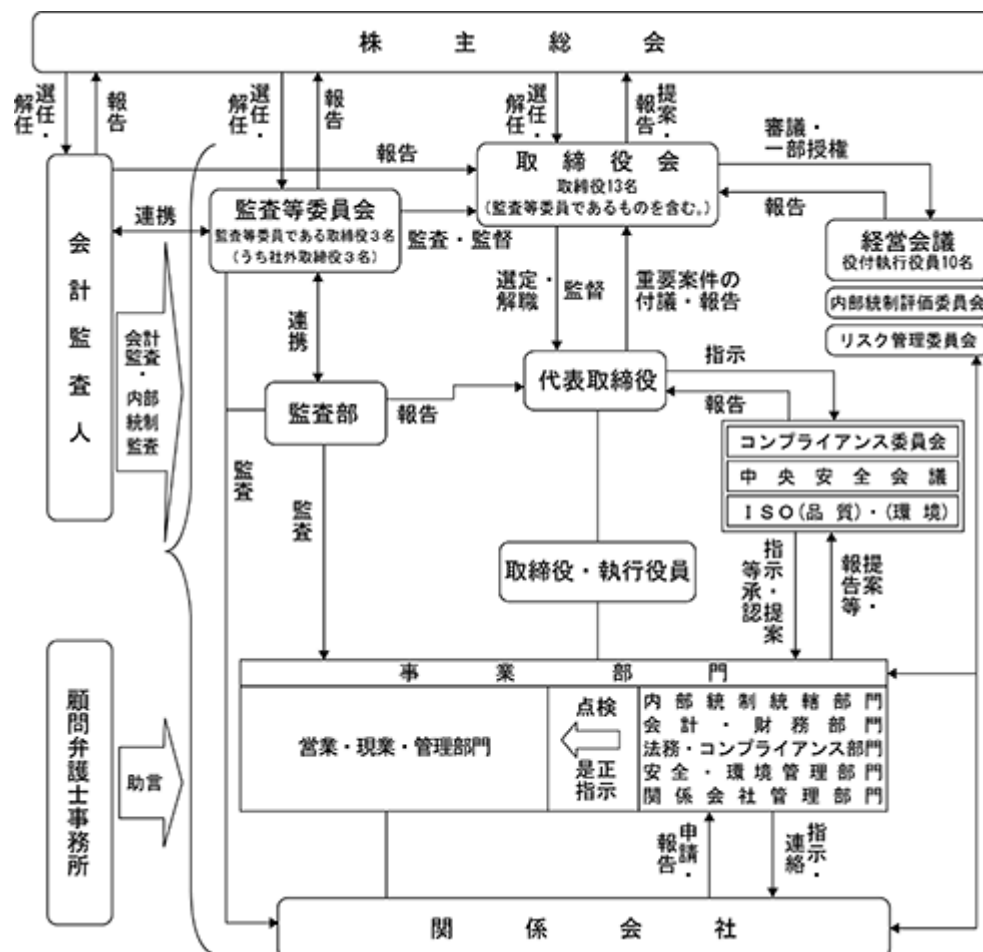 株主総会
選任・
解任
報告
選任・
解任
報告
選任・
解任
提案・
報告
会計監査人
報告
取締役会
取締役13名
(監査等委員であるものを含む。)
審議・
一部授権
報告
連携
監査等委員会
監査等委員である取締役3名
(うち社外取締役3名)
監査・監督
経営会議
役付執行役員10名
内部統制評価委員会
リスク管理委員会
選定・
解職
監督
重要案件の
付議・報告
連携
会計
監査
・
内部
統制
監査
監査部
報告
代表取締役
指示
報告
コンプライアンス委員会
中央安全会議
ISO(品質)・(環境)
監査
監査
取締役・執行役員
指示・提案
等承認
提案・
報告等
顧問弁護士事務所
助言
事業部門
営業・現業・管理部門
点検
是正
指示
内部統制統轄部門
会計・財務部門
法務・コンプライアンス部門
安全・環境管理部門
関係会社管理部門
申請・
報告
指示・
連絡
関係会社